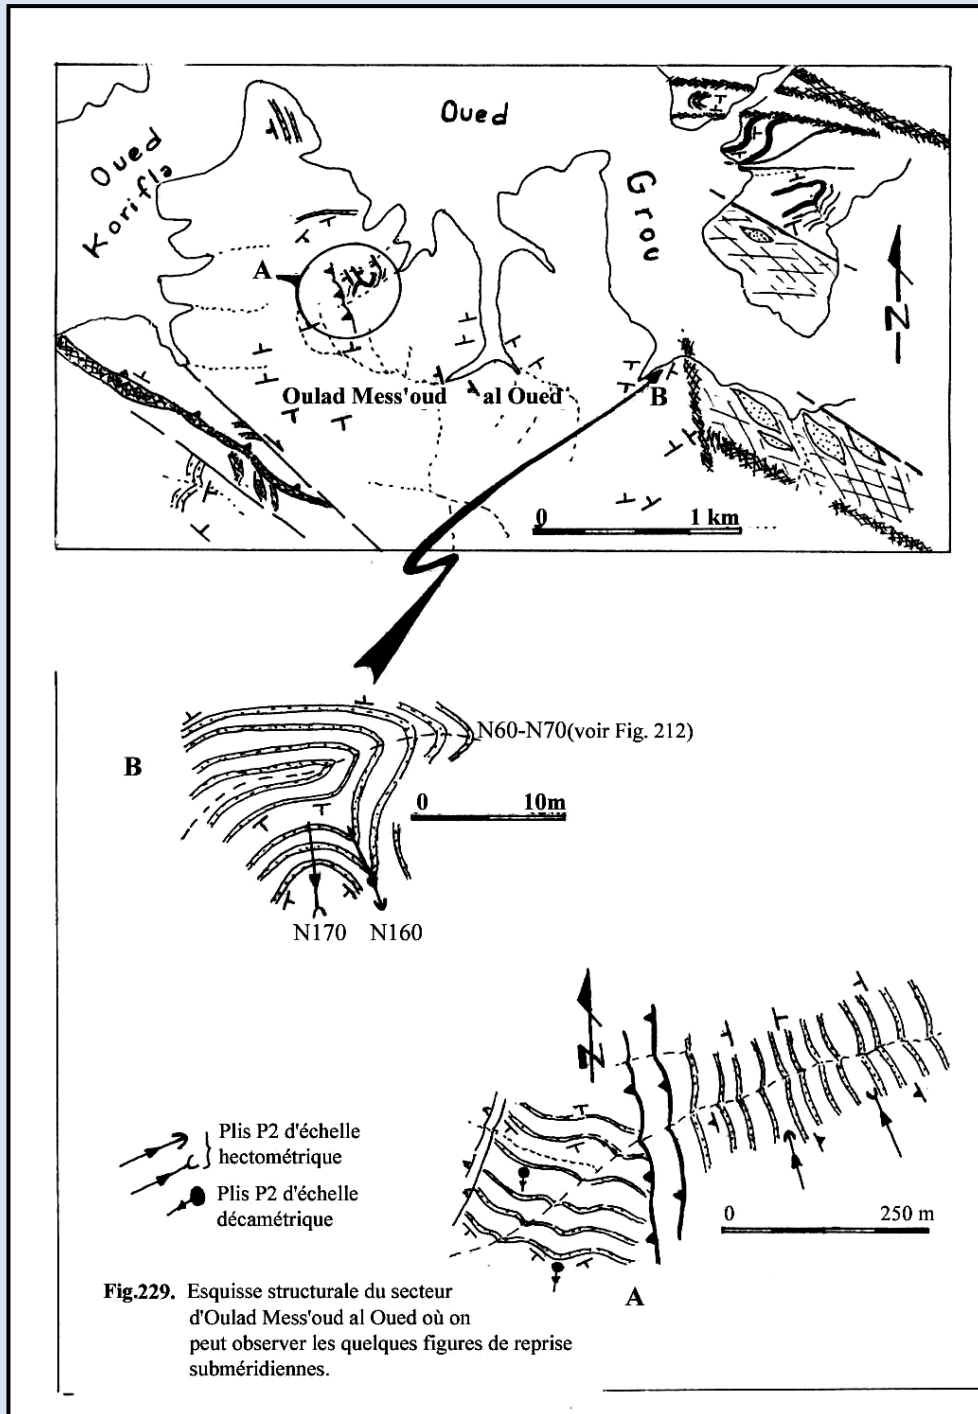 Oued
Korifla
Oued
Grou
A
N
Oulad Mess'oud al Oued
B
0 1 km
B
N60-N70(voir Fig. 212)
0 10m
N170 N160
N
Plis P2 d'échelle
hectométrique
Plis P2 d'échelle
décamétrique
0 250 m
A
Fig.229. Esquisse structurale du secteur
d'Oulad Mess'oud al Oued où on
peut observer les quelques figures de reprise
subméridiennes.